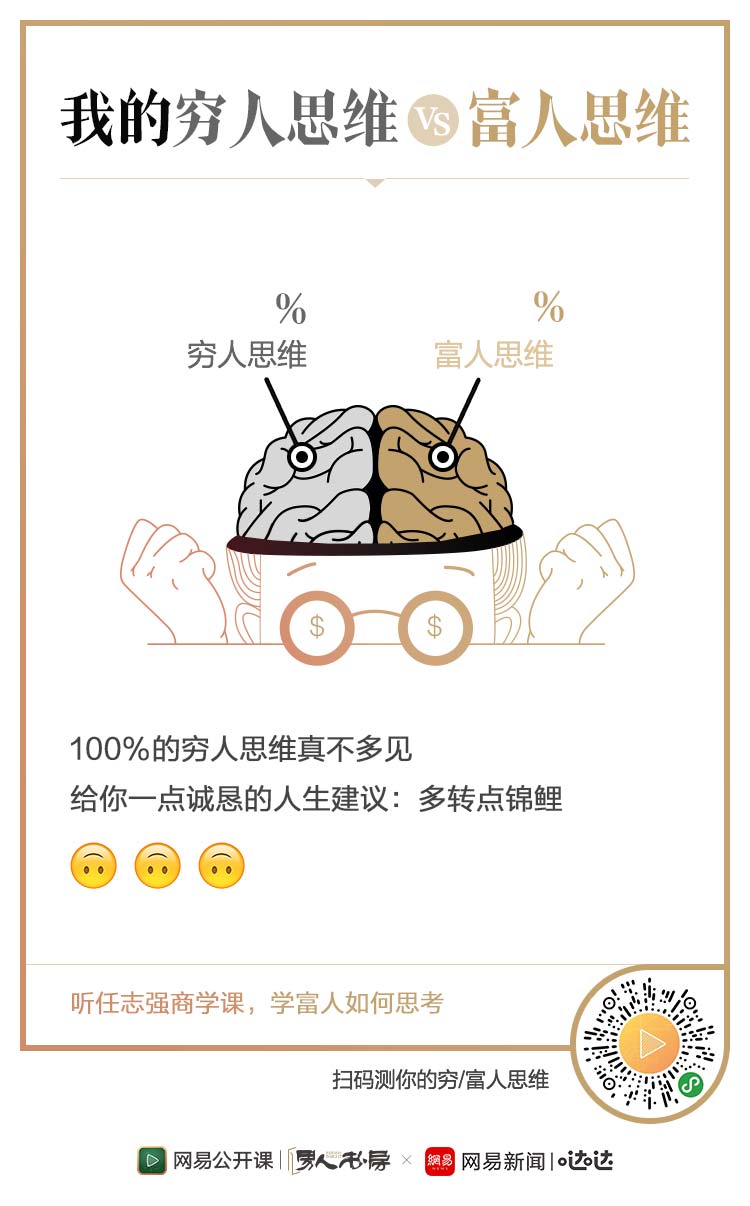 我的穷人思维 VS 富人思维
% %
穷人思维 富人思维
$ $
100%的穷人思维真不多见
给你一点诚恳的人生建议：多转点锦鲤
听任志强商学课，学富人如何思考
扫码测你的穷/富人思维
网易公开课 | 男人书房 × 網易 NEWS 网易新闻 | 哒哒